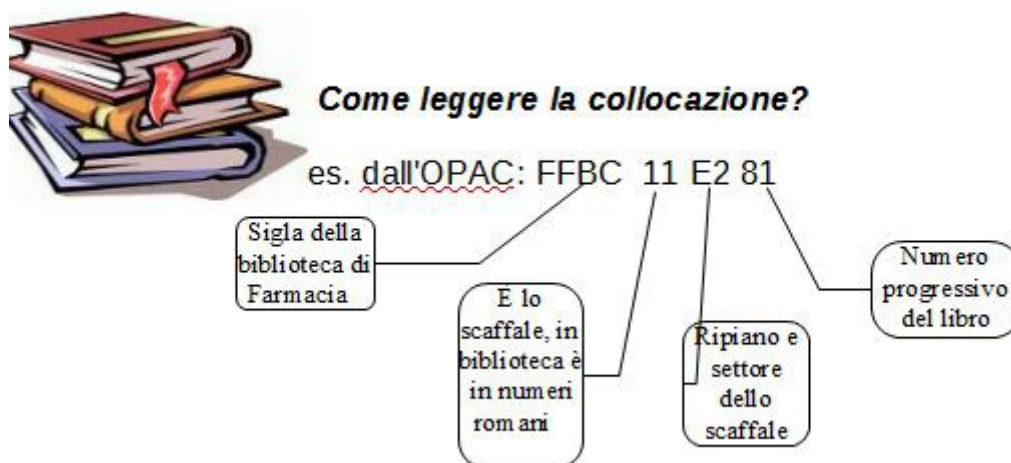 Come leggere la collocazione?
es. dall'OPAC: FFBC 11 E2 81
Sigla della
biblioteca di
Farmacia
E lo
scaffale, in
biblioteca è
in numeri
romani
Ripiano e
settore
dello
scaffale
Numero
progressivo
del libro